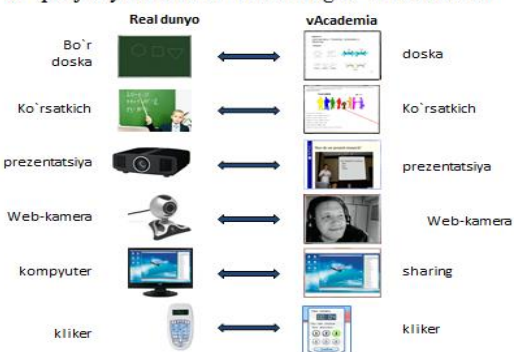 Real dunyo vAcademia
Bo`r
doska
doska
Ko`rsatkich
Ko`rsatkich
prezentatsiya
prezentatsiya
Web-kamera
Web-kamera
kompyuter
sharing
kliker
kliker